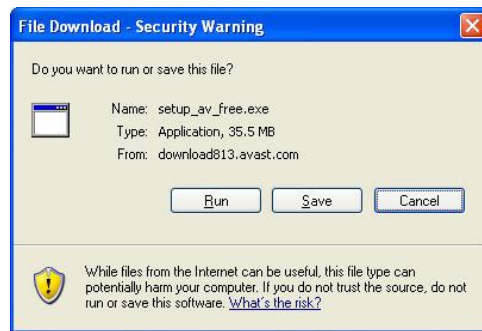 File Download - Security Warning
Do you want to run or save this file?
Name: setup_av_free.exe
Type: Application, 35.5 MB
From: download813.avast.com
Run Save Cancel
While files from the Internet can be useful, this file type can
potentially harm your computer. If you do not trust the source, do not
run or save this software. What's the risk?